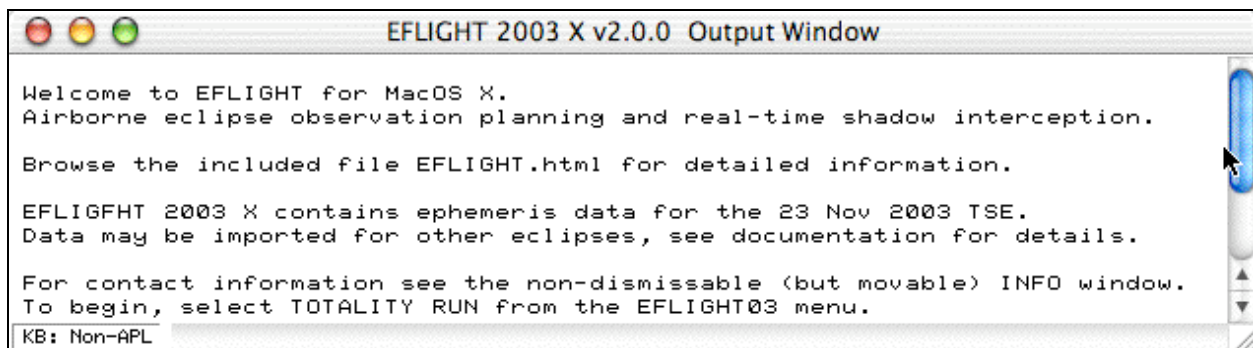 EFLIGHT 2003 X v2.0.0 Output Window
Welcome to EFLIGHT for MacOS X.
Airborne eclipse observation planning and real-time shadow interception.
Browse the included file EFLIGHT.html for detailed information.
EFLIGFHT 2003 X contains ephemeris data for the 23 Nov 2003 TSE.
Data may be imported for other eclipses, see documentation for details.
For contact information see the non-dismissable (but movable) INFO window.
To begin, select TOTALITY RUN from the EFLIGHT03 menu.
KB: Non-APL